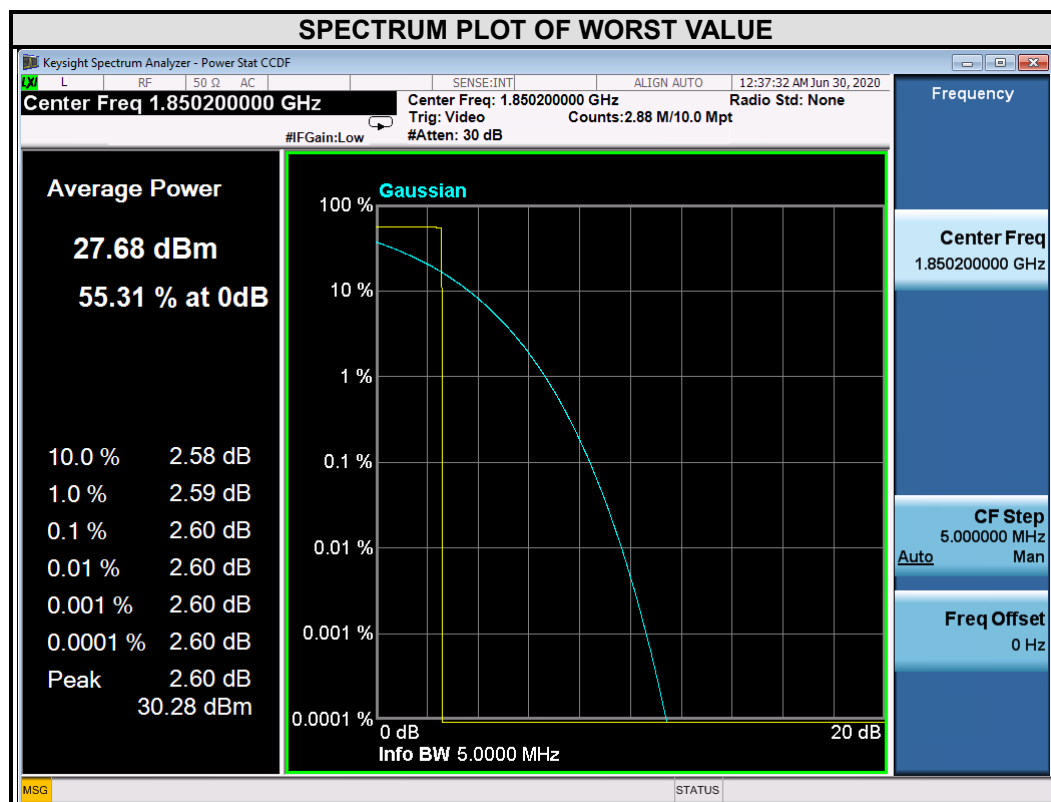 SPECTRUM PLOT OF WORST VALUE
Keysight Spectrum Analyzer - Power Stat CCDF
LXI L RF 50 Ω AC SENSE:INT ALIGN AUTO 12:37:32 AM Jun 30, 2020
Center Freq 1.850200000 GHz
#IFGain:Low
Center Freq: 1.850200000 GHz Radio Std: None
Trig: Video Counts:2.88 M/10.0 Mpt
#Atten: 30 dB
Average Power
27.68 dBm
55.31 % at 0dB
10.0 % 2.58 dB
1.0 % 2.59 dB
0.1 % 2.60 dB
0.01 % 2.60 dB
0.001 % 2.60 dB
0.0001 % 2.60 dB
Peak 2.60 dB
30.28 dBm
Gaussian
100 %
10 %
1 %
0.1 %
0.01 %
0.001 %
0.0001 %
0 dB 20 dB
Info BW 5.0000 MHz
Frequency
Center Freq
1.850200000 GHz
CF Step
5.000000 MHz
Auto Man
Freq Offset
0 Hz
MSG STATUS